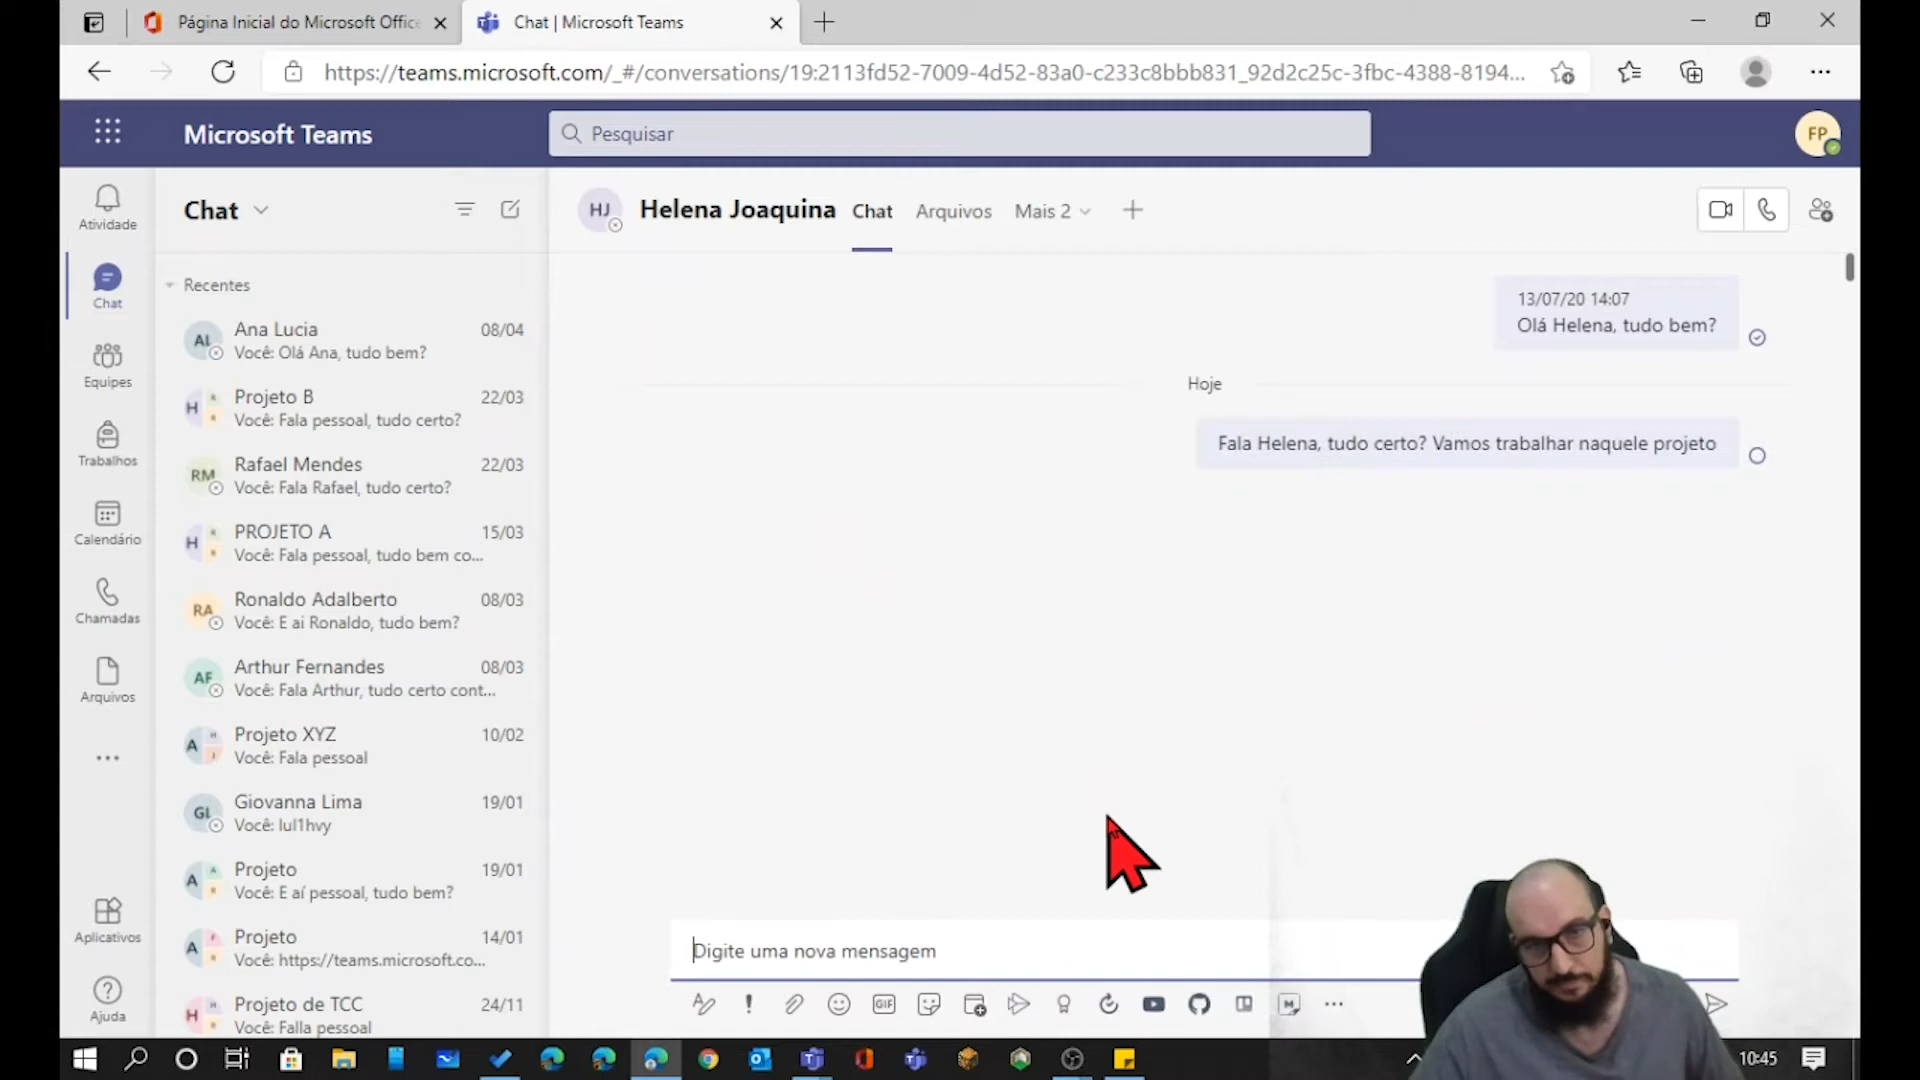 Página Inicial do Microsoft Office
Chat | Microsoft Teams
https://teams.microsoft.com/_#/conversations/19:2113fd52-7009-4d52-83a0-c233c8bbb831_92d2c25c-3fbc-4388-8194...
Microsoft Teams
Pesquisar
FP
Atividade
Chat
Equipes
Trabalhos
Calendário
Chamadas
Arquivos
Aplicativos
Ajuda
Chat
Recentes
AL
Ana Lucia 08/04
Você: Olá Ana, tudo bem?
H
Projeto B 22/03
Você: Fala pessoal, tudo certo?
RM
Rafael Mendes 22/03
Você: Fala Rafael, tudo certo?
H
PROJETO A 15/03
Você: Fala pessoal, tudo bem co...
RA
Ronaldo Adalberto 08/03
Você: E ai Ronaldo, tudo bem?
AF
Arthur Fernandes 08/03
Você: Fala Arthur, tudo certo cont...
A
Projeto XYZ 10/02
Você: Fala pessoal
GL
Giovanna Lima 19/01
Você: lul1hvy
A
Projeto 19/01
Você: E aí pessoal, tudo bem?
A
Projeto 14/01
Você: https://teams.microsoft.co...
H
Projeto de TCC 24/11
Você: Falla pessoal
HJ
Helena Joaquina Chat Arquivos Mais 2
13/07/20 14:07
Olá Helena, tudo bem?
Hoje
Fala Helena, tudo certo? Vamos trabalhar naquele projeto
Digite uma nova mensagem
GIF
10:45